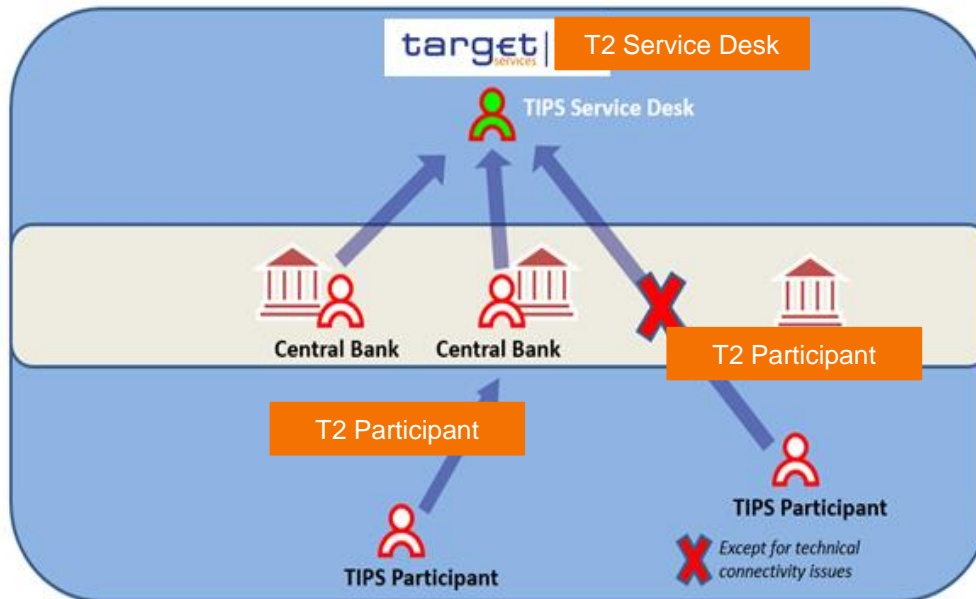 target
services
T2 Service Desk
TIPS Service Desk
Central Bank
Central Bank
T2 Participant
T2 Participant
TIPS Participant
TIPS Participant
Except for technical
connectivity issues